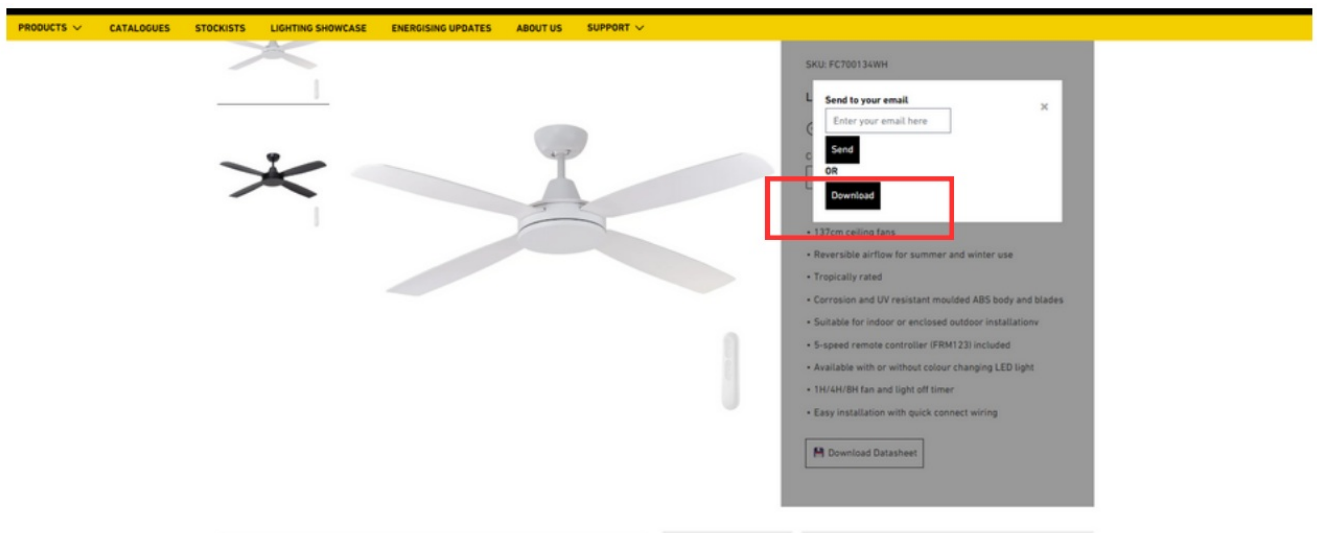 PRODUCTS CATALOGUES STOCKISTS LIGHTING SHOWCASE ENERGISING UPDATES ABOUT US SUPPORT
SKU: FC700134WH
Send to your email
×
Enter your email here
Send
OR
Download
• 137cm ceiling fans
• Reversible airflow for summer and winter use
• Tropically rated
• Corrosion and UV resistant moulded ABS body and blades
• Suitable for indoor or enclosed outdoor installationv
• 5-speed remote controller (FRM123) included
• Available with or without colour changing LED light
• 1H/4H/8H fan and light off timer
• Easy installation with quick connect wiring
Download Datasheet